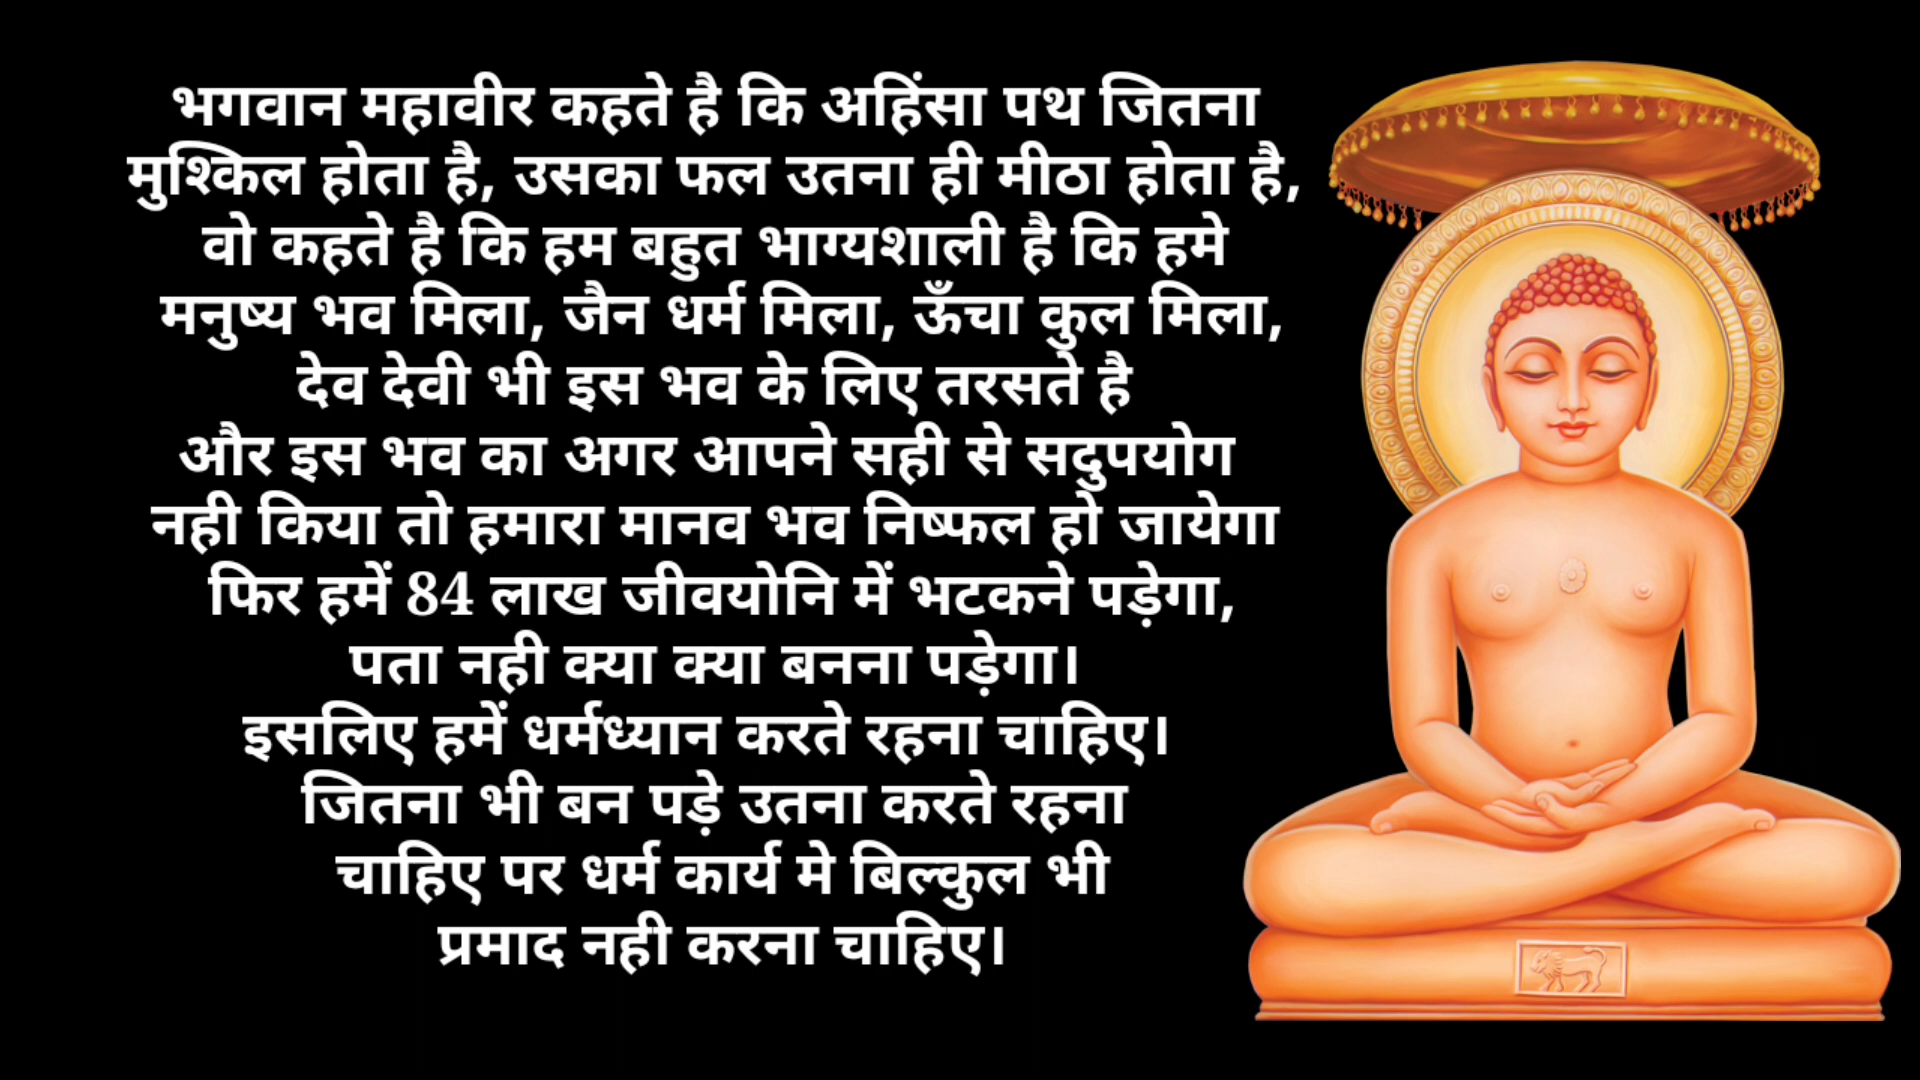 भगवान महावीर कहते है कि अहिंसा पथ जितना
मुश्किल होता है, उसका फल उतना ही मीठा होता है,
वो कहते है कि हम बहुत भाग्यशाली है कि हमे
मनुष्य भव मिला, जैन धर्म मिला, ऊँचा कुल मिला,
देव देवी भी इस भव के लिए तरसते है
और इस भव का अगर आपने सही से सदुपयोग
नही किया तो हमारा मानव भव निष्फल हो जायेगा
फिर हमें 84 लाख जीवयोनि में भटकने पड़ेगा,
पता नही क्या क्या बनना पड़ेगा।
इसलिए हमें धर्मध्यान करते रहना चाहिए।
जितना भी बन पड़े उतना करते रहना
चाहिए पर धर्म कार्य मे बिल्कुल भी
प्रमाद नही करना चाहिए।